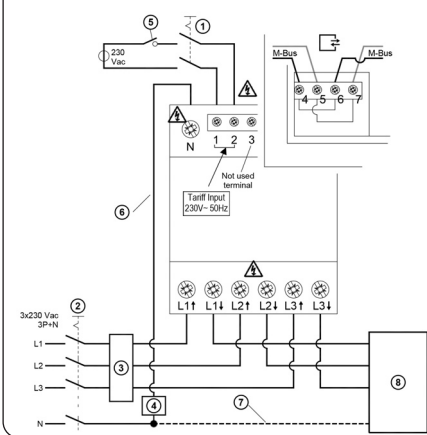 5
1
230
Vac
M-Bus
M-Bus
4 5 6 7
N
1 2 3
Not used
terminal
Tariff Input
230V~ 50Hz
6
L1↑ L1↓ L2↑ L2↓ L3↑ L3↓
2
3x230 Vac
3P+N
L1
L2
3
L3
8
4
7
N